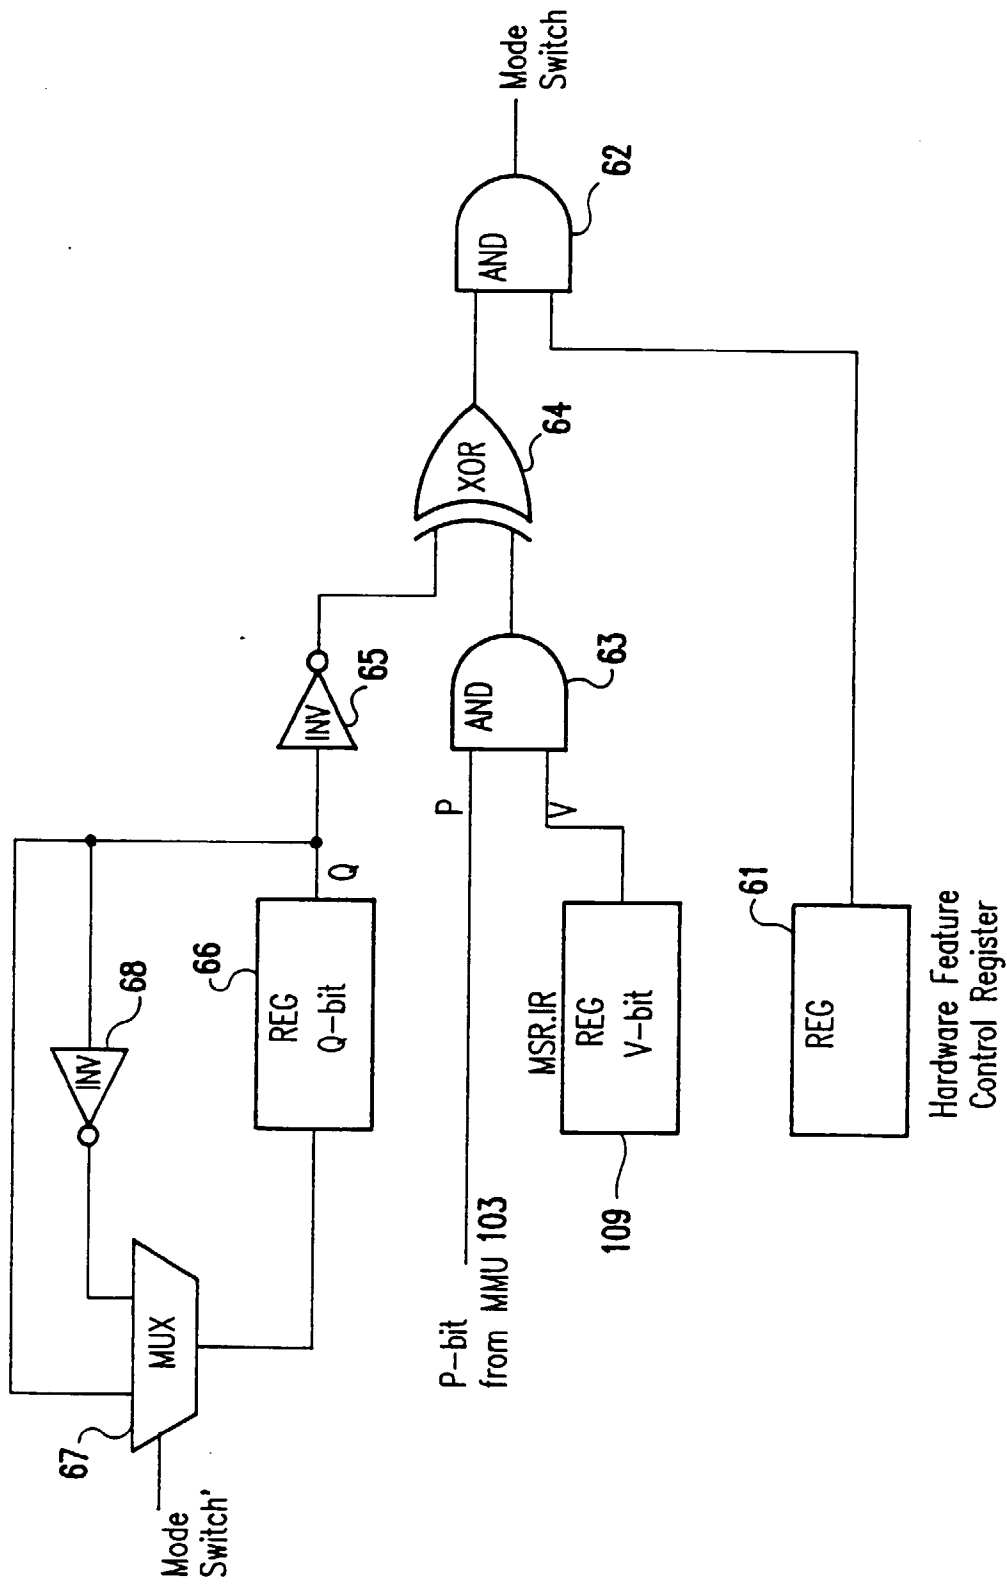 Mode
Switch'
67
MUX
INV
68
66
REG
Q-bit
Q
INV
65
P-bit
from MMU 103
P
109
MSR.IR
REG
V-bit
V
AND
63
XOR
64
61
REG
Hardware Feature
Control Register
AND
62
Mode
Switch